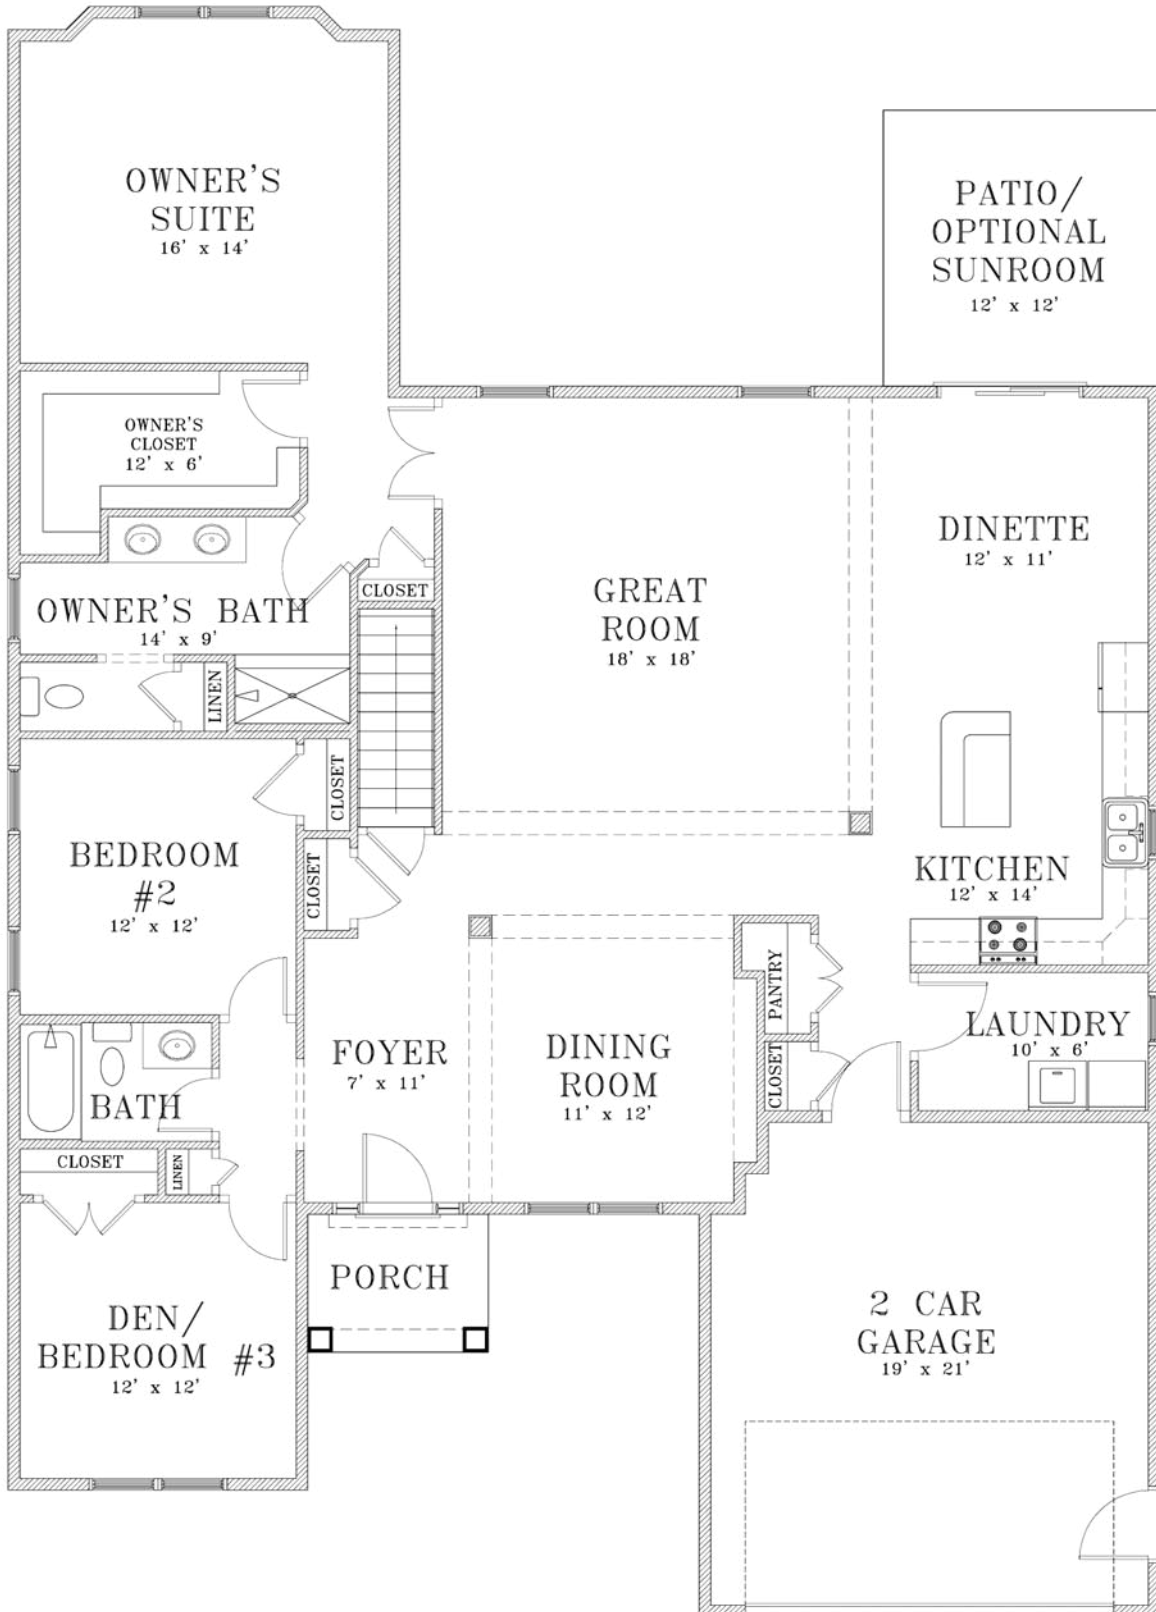 OWNER'S
SUITE
16' x 14'
PATIO/
OPTIONAL
SUNROOM
12' x 12'
OWNER'S
CLOSET
12' x 6'
DINETTE
12' x 11'
CLOSET
GREAT
ROOM
18' x 18'
OWNER'S BATH
14' x 9'
LINEN
CLOSET
BEDROOM
#2
12' x 12'
CLOSET
KITCHEN
12' x 14'
PANTRY
LAUNDRY
10' x 6'
FOYER
7' x 11'
DINING
ROOM
11' x 12'
CLOSET
BATH
CLOSET
LINEN
PORCH
DEN/
BEDROOM #3
12' x 12'
2 CAR
GARAGE
19' x 21'